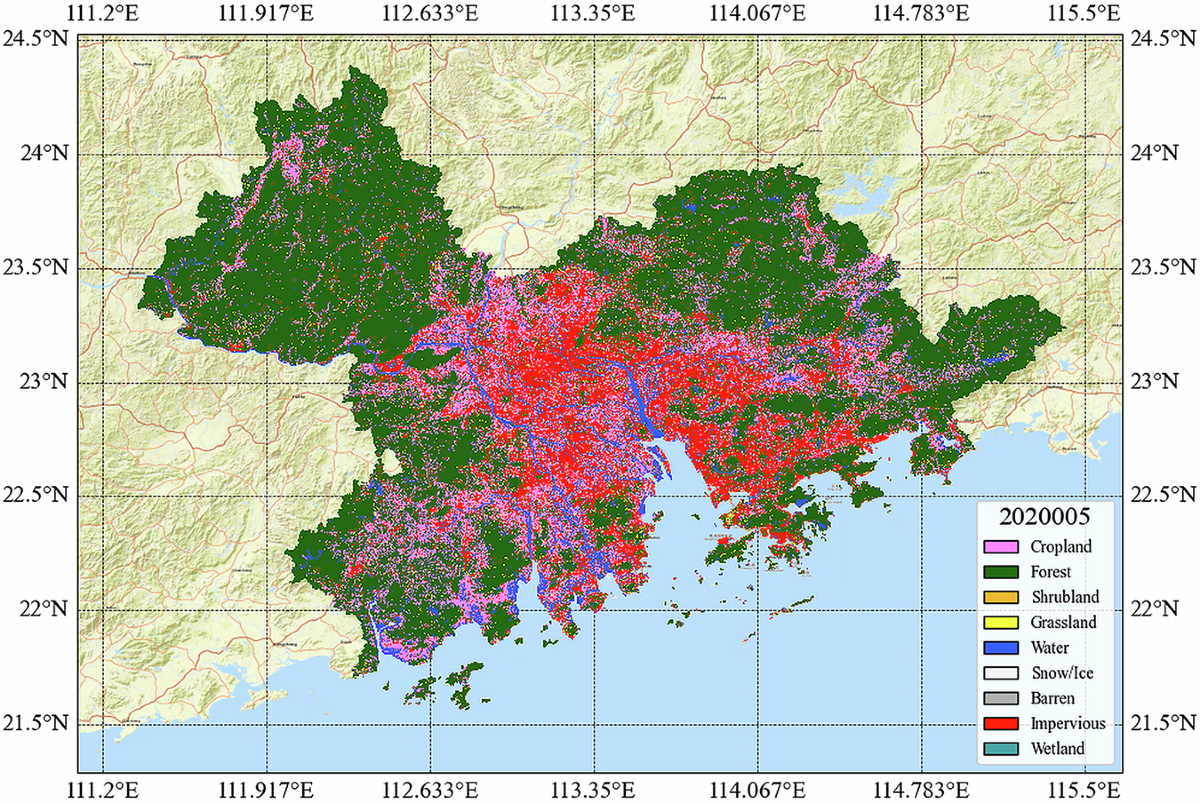 111.2°E 111.917°E 112.633°E 113.35°E 114.067°E 114.783°E 115.5°E
24.5°N 24.5°N
24°N 24°N
23.5°N 23.5°N
23°N 23°N
22.5°N 22.5°N
2020005
Cropland
Forest
Shrubland
22°N 22°N
Grassland
Water
Snow/Ice
Barren
21.5°N Impervious 21.5°N
Wetland
111.2°E 111.917°E 112.633°E 113.35°E 114.067°E 114.783°E 115.5°E